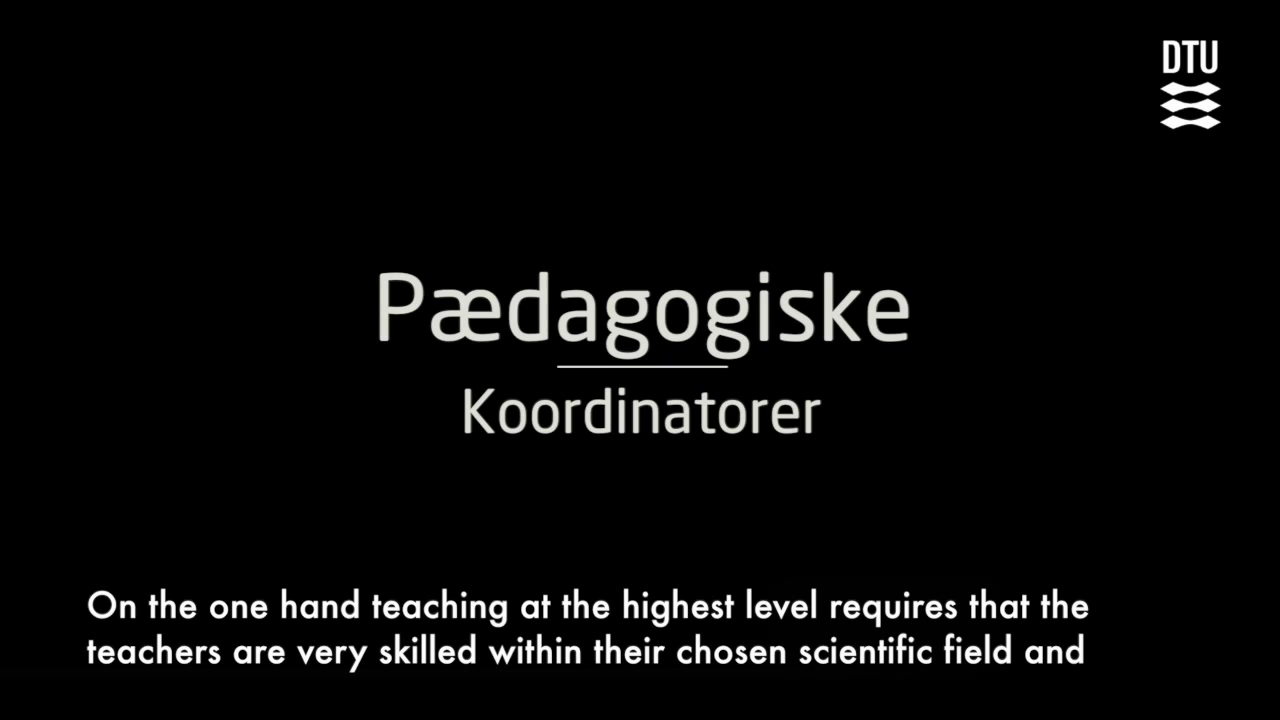 DTU
Pædagogiske
Koordinatorer
On the one hand teaching at the highest level requires that the
teachers are very skilled within their chosen scientific field and